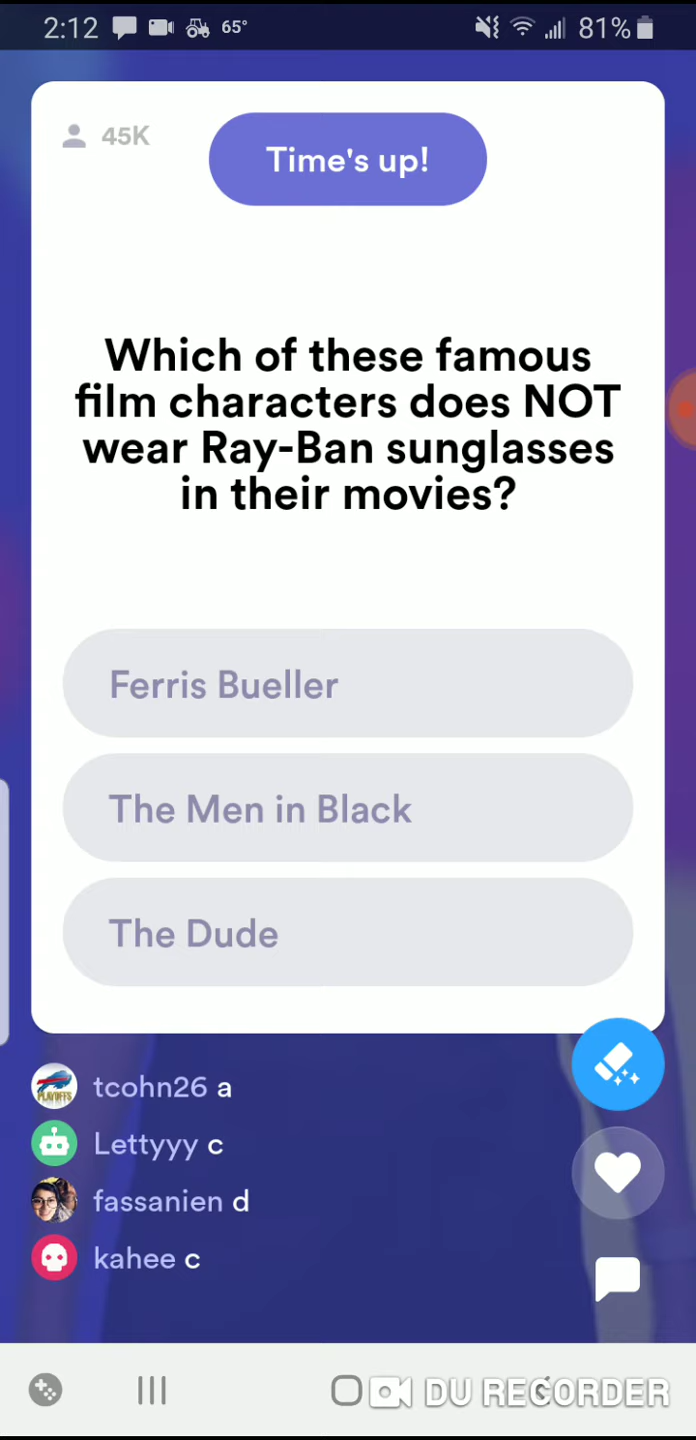 2:12 65° 81%
45K
Time's up!
Which of these famous
film characters does NOT
wear Ray-Ban sunglasses
in their movies?
Ferris Bueller
The Men in Black
The Dude
tcohn26 a
Lettyyy c
fassanien d
kahee c
PLAYOFFS
DU RECORDER